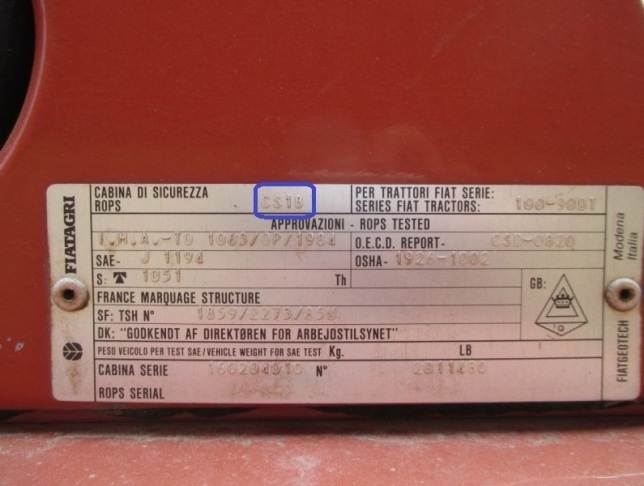 FIATAGRI
CABINA DI SICUREZZA
ROPS CS18
PER TRATTORI FIAT SERIE:
SERIES FIAT TRACTORS: 100-90DT
APPROVAZIONI - ROPS TESTED
I.M.A.-TO 1083/OP/1984
O.E.C.D. REPORT- CSD-0820
SAE- J 1194
OSHA- 1926-1002
S: T 1051 Th
GB:
FRANCE MARQUAGE STRUCTURE
SF: TSH N° 1859/2273/858
DK: "GODKENDT AF DIREKTØREN FOR ARBEJDSTILSYNET"
PESO VEICOLO PER TEST SAE/VEHICLE WEIGHT FOR SAE TEST Kg. LB
CABINA SERIE N°
ROPS SERIAL
Modena
Italia
FIATGEOTECH